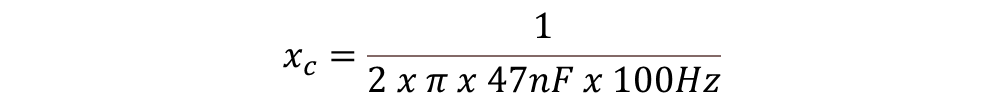 x_c = 1 / 2 x π x 47nF x 100Hz